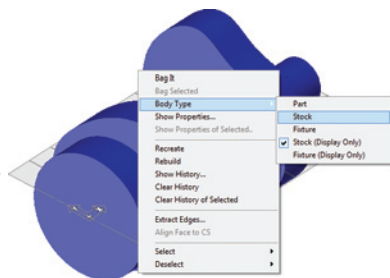 Bag It
Bag Selected
Body Type
Show Properties...
Show Properties of Selected..
Recreate
Rebuild
Show History...
Clear History
Clear History of Selected
Extract Edges...
Align Face to CS
Select
Deselect
Part
Stock
Fixture
Stock (Display Only)
Fixture (Display Only)